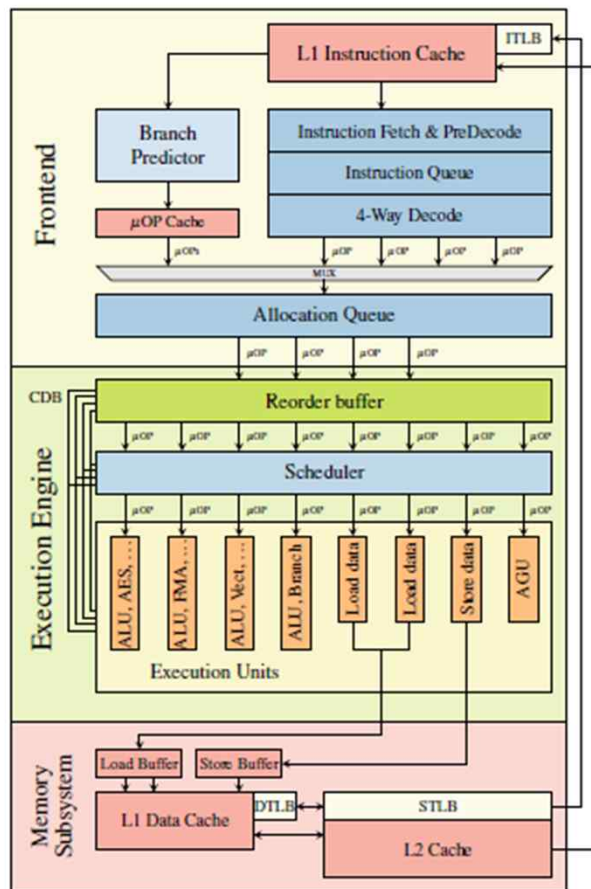 Frontend
L1 Instruction Cache
ITLB
Branch
Predictor
μOP Cache
μOPs
Instruction Fetch & PreDecode
Instruction Queue
4-Way Decode
μOP μOP μOP μOP
MUX
Allocation Queue
μOP μOP μOP μOP
Execution Engine
CDB
Reorder buffer
μOP μOP μOP μOP μOP μOP μOP μOP
Scheduler
μOP μOP μOP μOP μOP μOP μOP μOP
ALU, AES, ...
ALU, FMA, ...
ALU, Vect, ...
ALU, Branch
Load data
Load data
Store data
AGU
Execution Units
Memory
Subsystem
Load Buffer
Store Buffer
L1 Data Cache
DTLB
STLB
L2 Cache